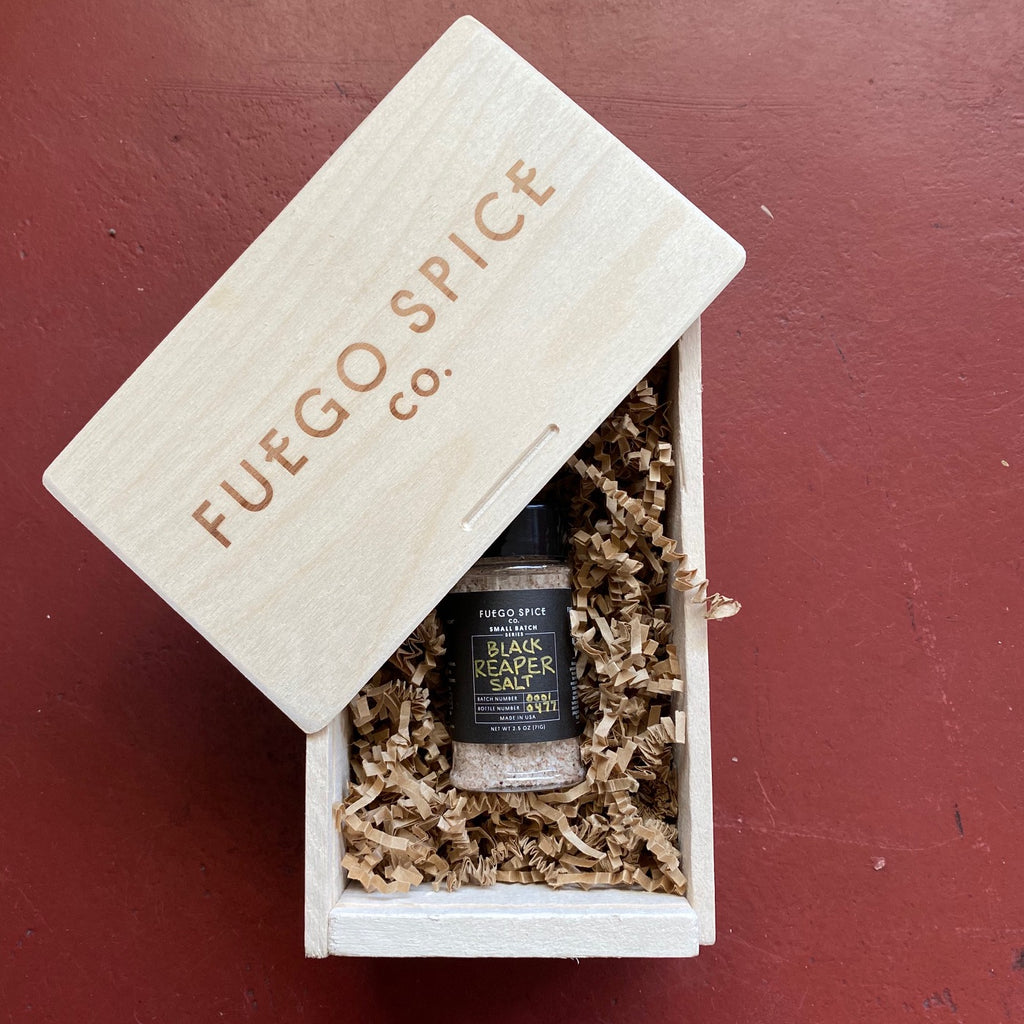 FUEGO SPICE
CO.
FUEGO SPICE
CO.
SMALL BATCH
SERIES
BLACK
REAPER
SALT
BATCH NUMBER 0001
BOTTLE NUMBER 0477
MADE IN USA
NET WT 2.5 OZ (71G)